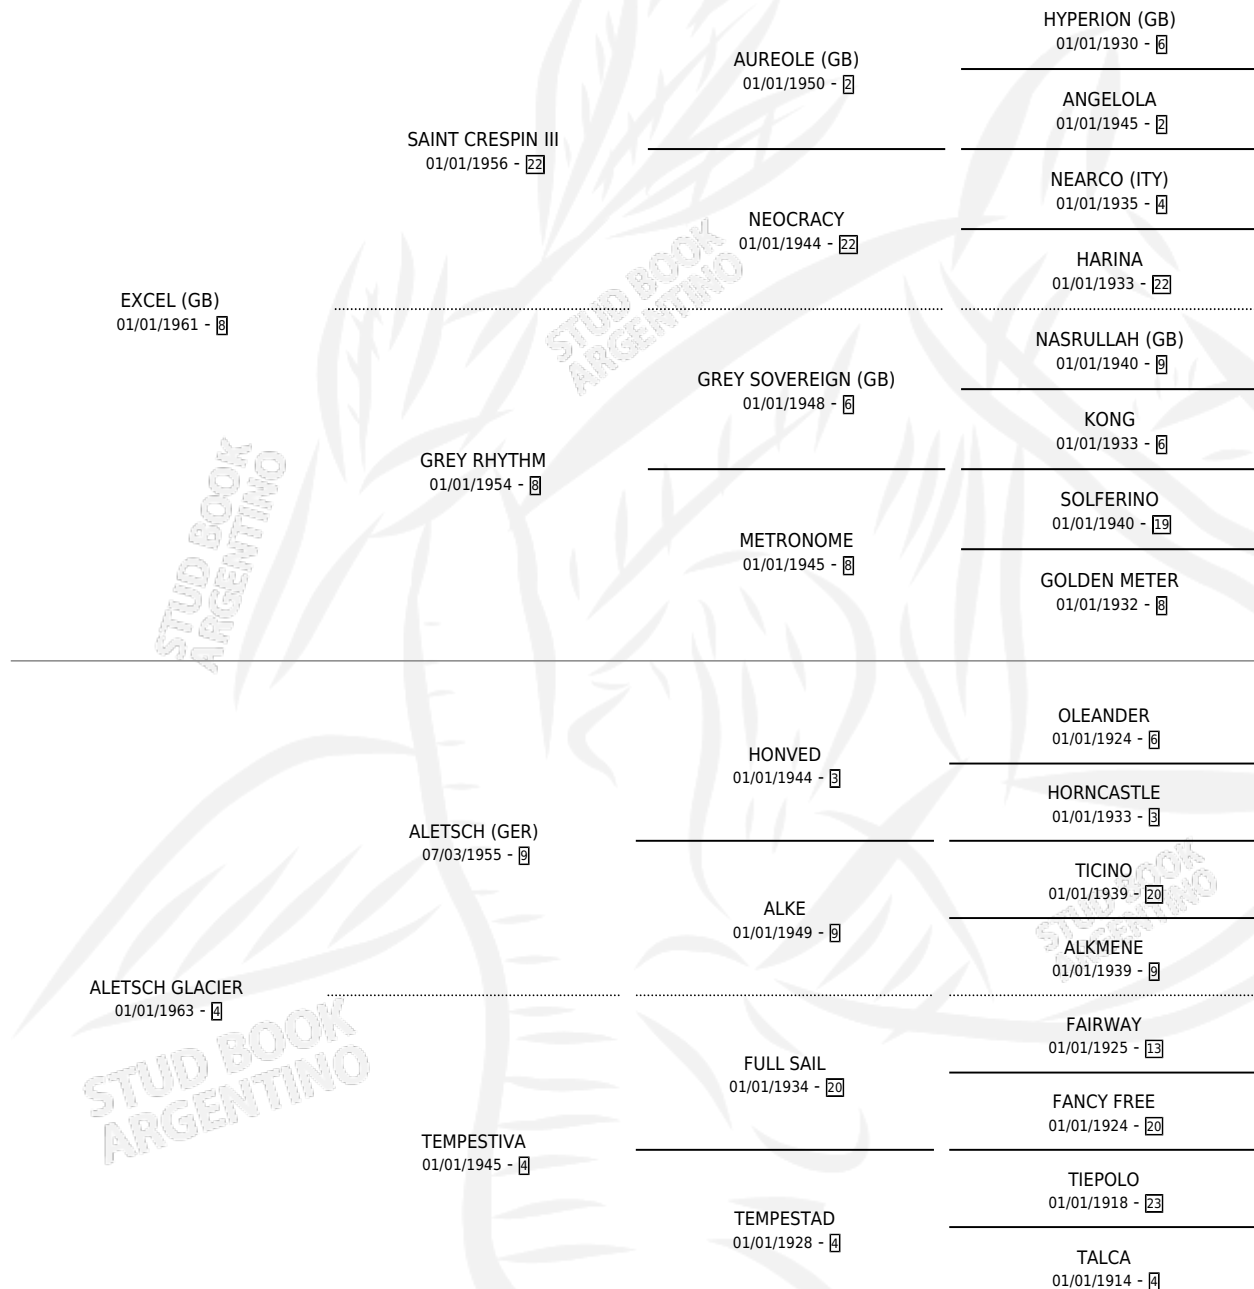 HYPERION (GB)
01/01/1930 - 6
AUREOLE (GB)
01/01/1950 - 2
ANGELOLA
01/01/1945 - 2
SAINT CRESPIN III
01/01/1956 - 22
NEARCO (ITY)
01/01/1935 - 4
NEOCRACY
01/01/1944 - 22
HARINA
01/01/1933 - 22
EXCEL (GB)
01/01/1961 - 8
NASRULLAH (GB)
01/01/1940 - 9
GREY SOVEREIGN (GB)
01/01/1948 - 6
KONG
01/01/1933 - 6
GREY RHYTHM
01/01/1954 - 8
SOLFERINO
01/01/1940 - 19
METRONOME
01/01/1945 - 8
GOLDEN METER
01/01/1932 - 8
OLEANDER
01/01/1924 - 6
HONVED
01/01/1944 - 3
HORNCASTLE
01/01/1933 - 3
ALETSCH (GER)
07/03/1955 - 9
TICINO
01/01/1939 - 20
ALKE
01/01/1949 - 9
ALKMENE
01/01/1939 - 9
ALETSCH GLACIER
01/01/1963 - 4
FAIRWAY
01/01/1925 - 13
FULL SAIL
01/01/1934 - 20
FANCY FREE
01/01/1924 - 20
TEMPESTIVA
01/01/1945 - 4
TIEPOLO
01/01/1918 - 23
TEMPESTAD
01/01/1928 - 4
TALCA
01/01/1914 - 4
STUD BOOK
ARGENTINO
STUD BOOK
ARGENTINO
STUD BOOK
ARGENTINO
STUD BOOK
ARGENTINO